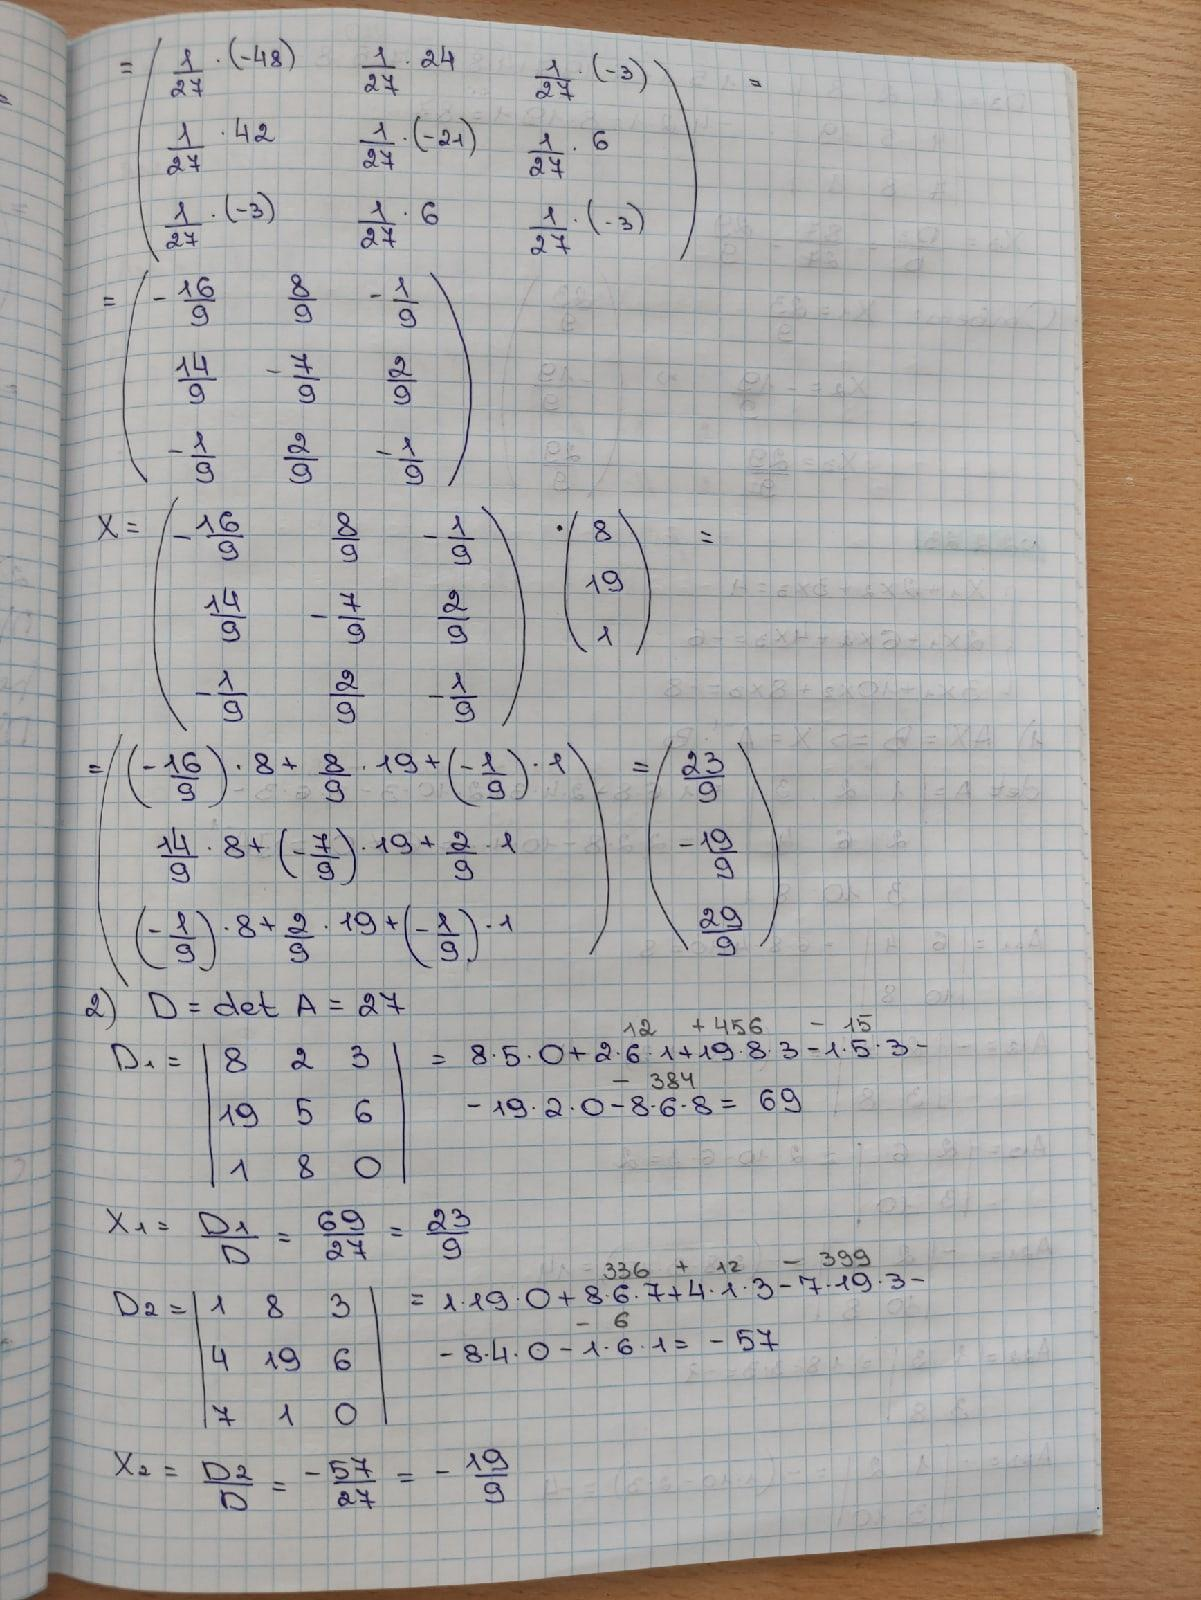 = ( 1/27 · (-48)   1/27 · 24   1/27 · (-3) ) =
1/27 · 42   1/27 · (-21)   1/27 · 6
1/27 · (-3)   1/27 · 6   1/27 · (-3)
= ( -16/9   8/9   -1/9 )
14/9   -7/9   2/9
-1/9   2/9   -1/9
X = ( -16/9   8/9   -1/9 ) · ( 8 ) =
14/9   -7/9   2/9   19
-1/9   2/9   -1/9   1
= ( (-16/9) · 8 + 8/9 · 19 + (-1/9) · 1 ) = ( 23/9 )
14/9 · 8 + (-7/9) · 19 + 2/9 · 1   -19/9
(-1/9) · 8 + 2/9 · 19 + (-1/9) · 1   29/9
2) D = det A = 27
12 + 456 - 15
D1 = | 8 2 3 | = 8·5·0+2·6·1+19·8·3-1·5·3-
- 384
19 5 6   -19·2·0-8·6·8= 69
1 8 0
X1 = D1/D = 69/27 = 23/9
336 + 12 - 399
D2 = | 1 8 3 | = 1·19·0+8·6·7+4·1·3-7·19·3-
- 6
4 19 6   -8·4·0-1·6·1= -57
7 1 0
X2 = D2/D = -57/27 = -19/9